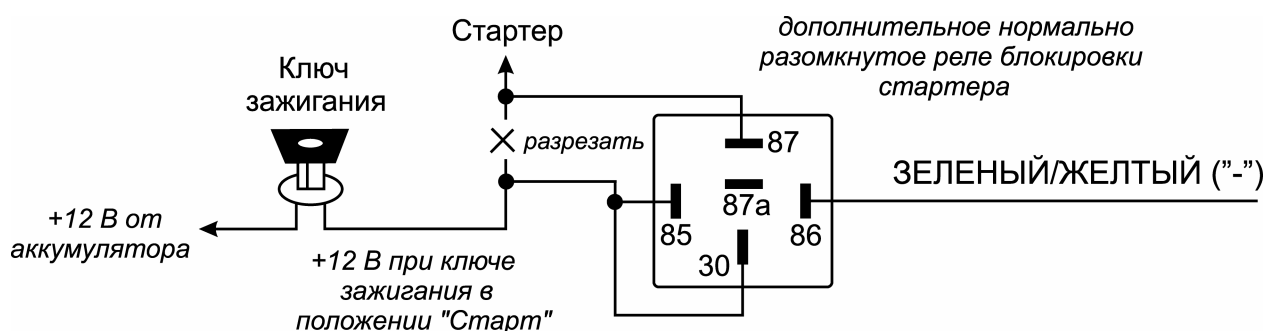 Стартер
дополнительное нормально
разомкнутое реле блокировки
стартера
Ключ
зажигания
разрезать
87
ЗЕЛЕНЫЙ/ЖЕЛТЫЙ ("-")
87a
85
86
30
+12 В от
аккумулятора
+12 В при ключе
зажигания в
положении "Старт"